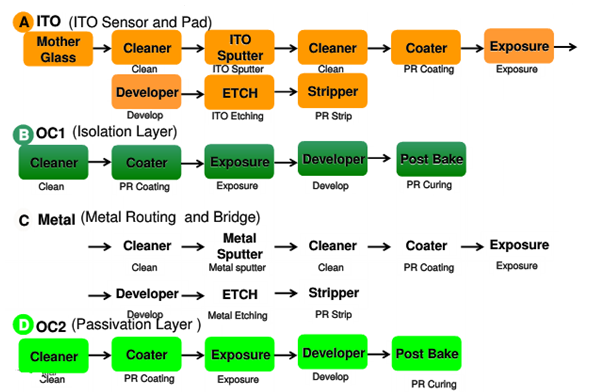 A ITO (ITO Sensor and Pad)
Mother Glass Cleaner ITO Sputter Cleaner Coater Exposure
Clean ITO Sputter Clean PR Coating Exposure
Developer ETCH Stripper
Develop ITO Etching PR Strip
B OC1 (Isolation Layer)
Cleaner Coater Exposure Developer Post Bake
Clean PR Coating Exposure Develop PR Curing
C Metal (Metal Routing and Bridge)
Cleaner Metal Sputter Cleaner Coater Exposure
Clean Metal sputter Clean PR Coating Exposure
Developer ETCH Stripper
Develop Metal Etching PR Strip
D OC2 (Passivation Layer )
Cleaner Coater Exposure Developer Post Bake
Clean PR Coating Exposure Develop PR Curing